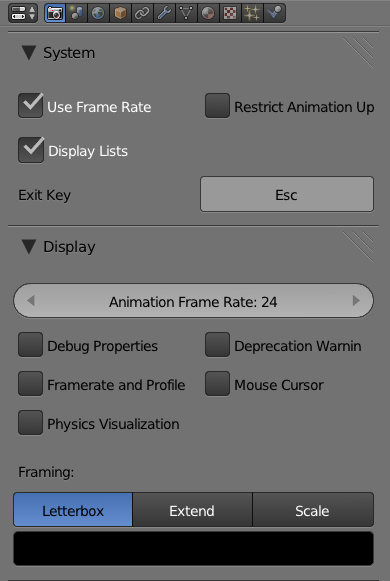 System
Use Frame Rate
Restrict Animation Up
Display Lists
Exit Key
Esc
Display
Animation Frame Rate: 24
Debug Properties
Deprecation Warnin
Framerate and Profile
Mouse Cursor
Physics Visualization
Framing:
Letterbox Extend Scale